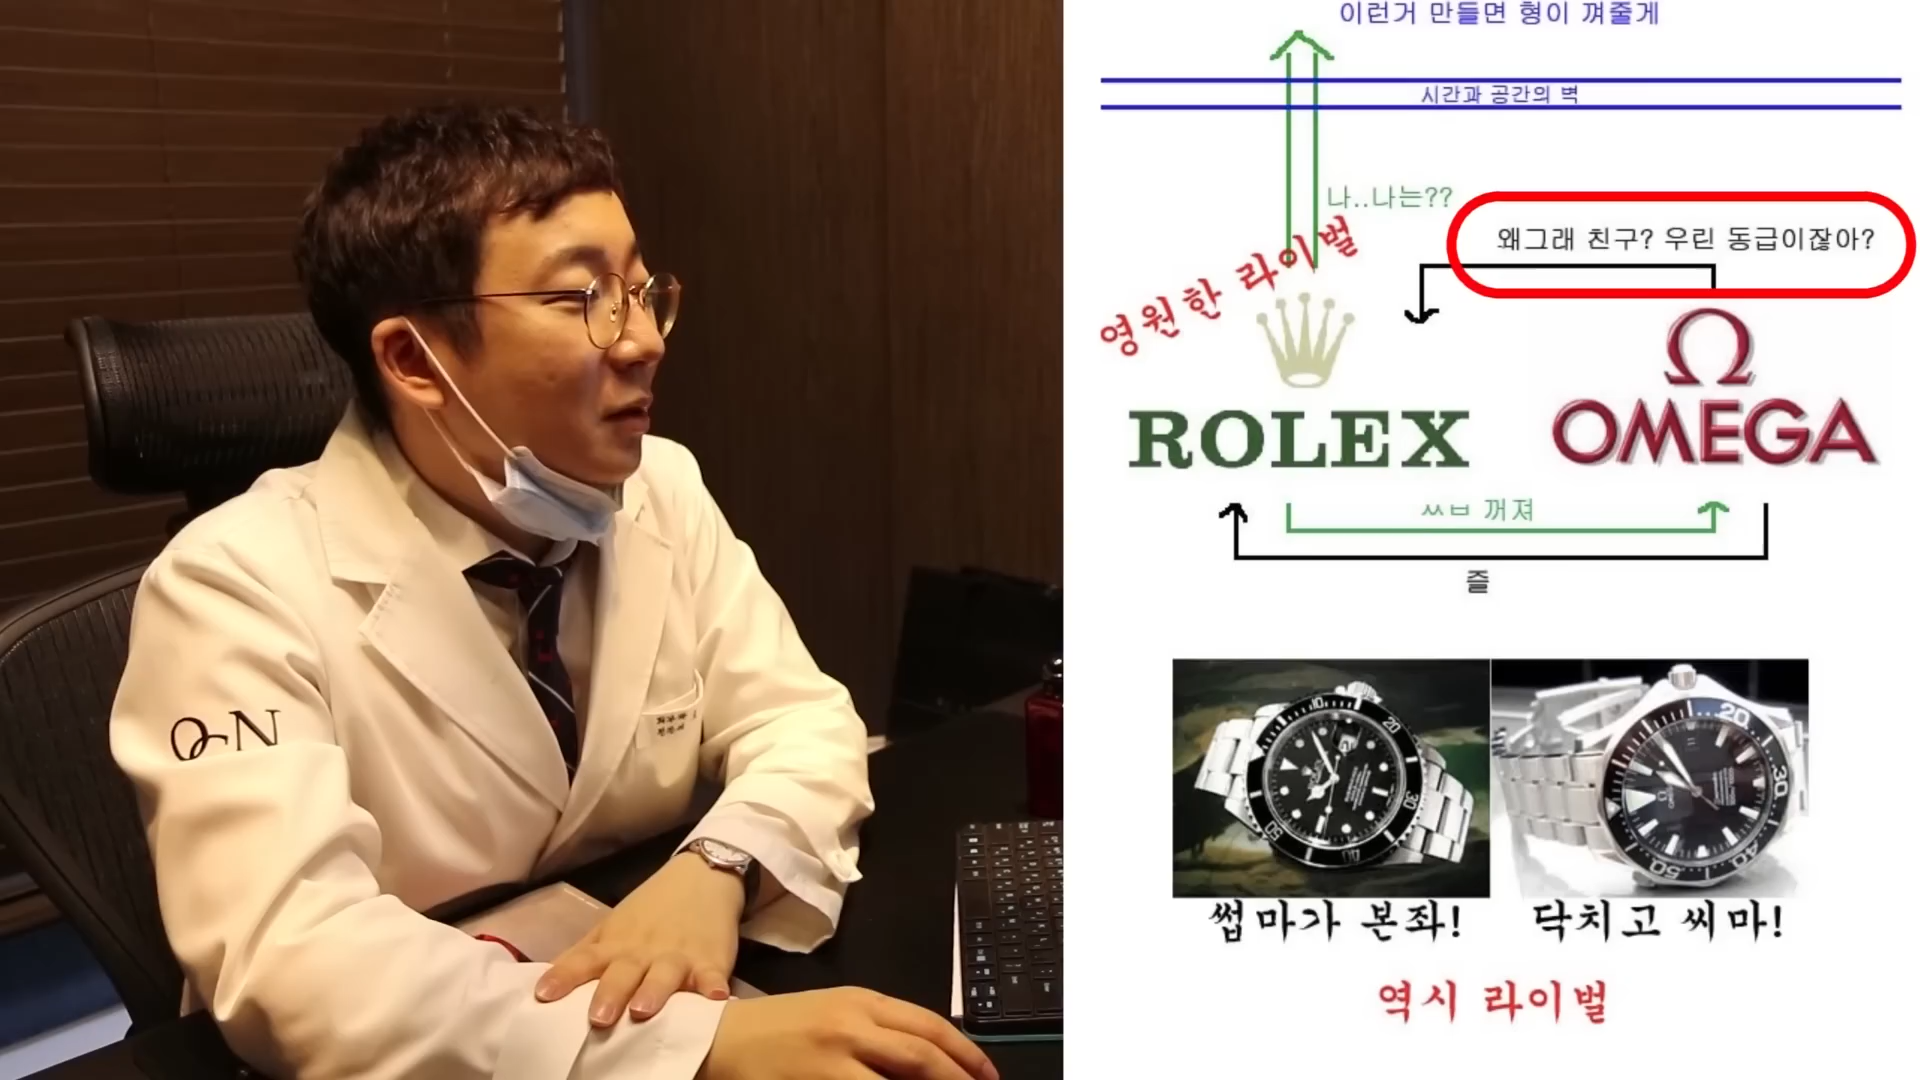 이런거 만들면 형이 껴줄게
시간과 공간의 벽
나..나는??
왜그래 친구? 우린 동급이잖아?
영원한 라이벌
ROLEX
Ω
OMEGA
ㅆㅂ 꺼져
즐
썹마가 본좌!
닥치고 씨마!
역시 라이벌